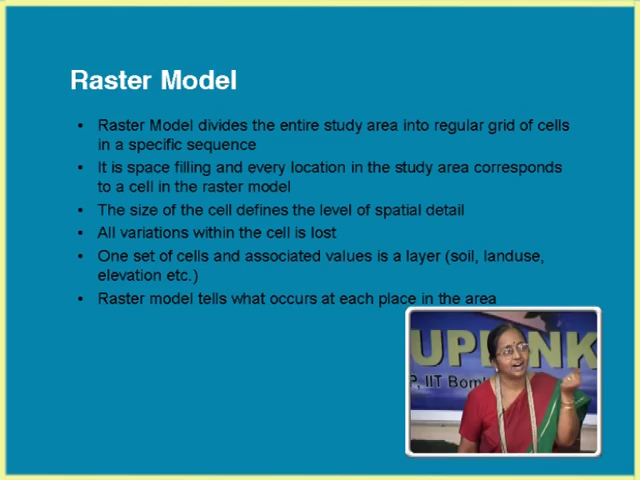 Raster Model
• Raster Model divides the entire study area into regular grid of cells
in a specific sequence
• It is space filling and every location in the study area corresponds
to a cell in the raster model
• The size of the cell defines the level of spatial detail
• All variations within the cell is lost
• One set of cells and associated values is a layer (soil, landuse,
elevation etc.)
• Raster model tells what occurs at each place in the area
UPLINK
P, IIT Bom